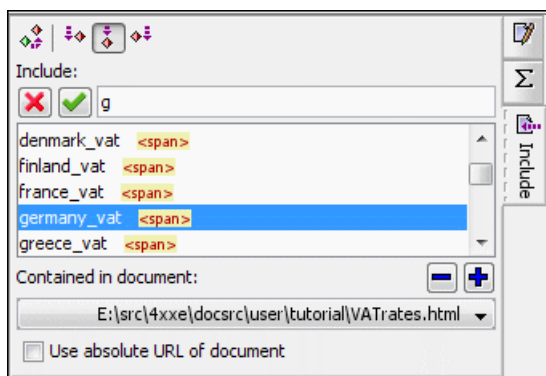 Include:
g
denmark_vat <span>
finland_vat <span>
france_vat <span>
germany_vat <span>
greece_vat <span>
Contained in document:
E:\src\4xxe\docsrc\user\tutorial\VATrates.html
Use absolute URL of document
Σ
Include